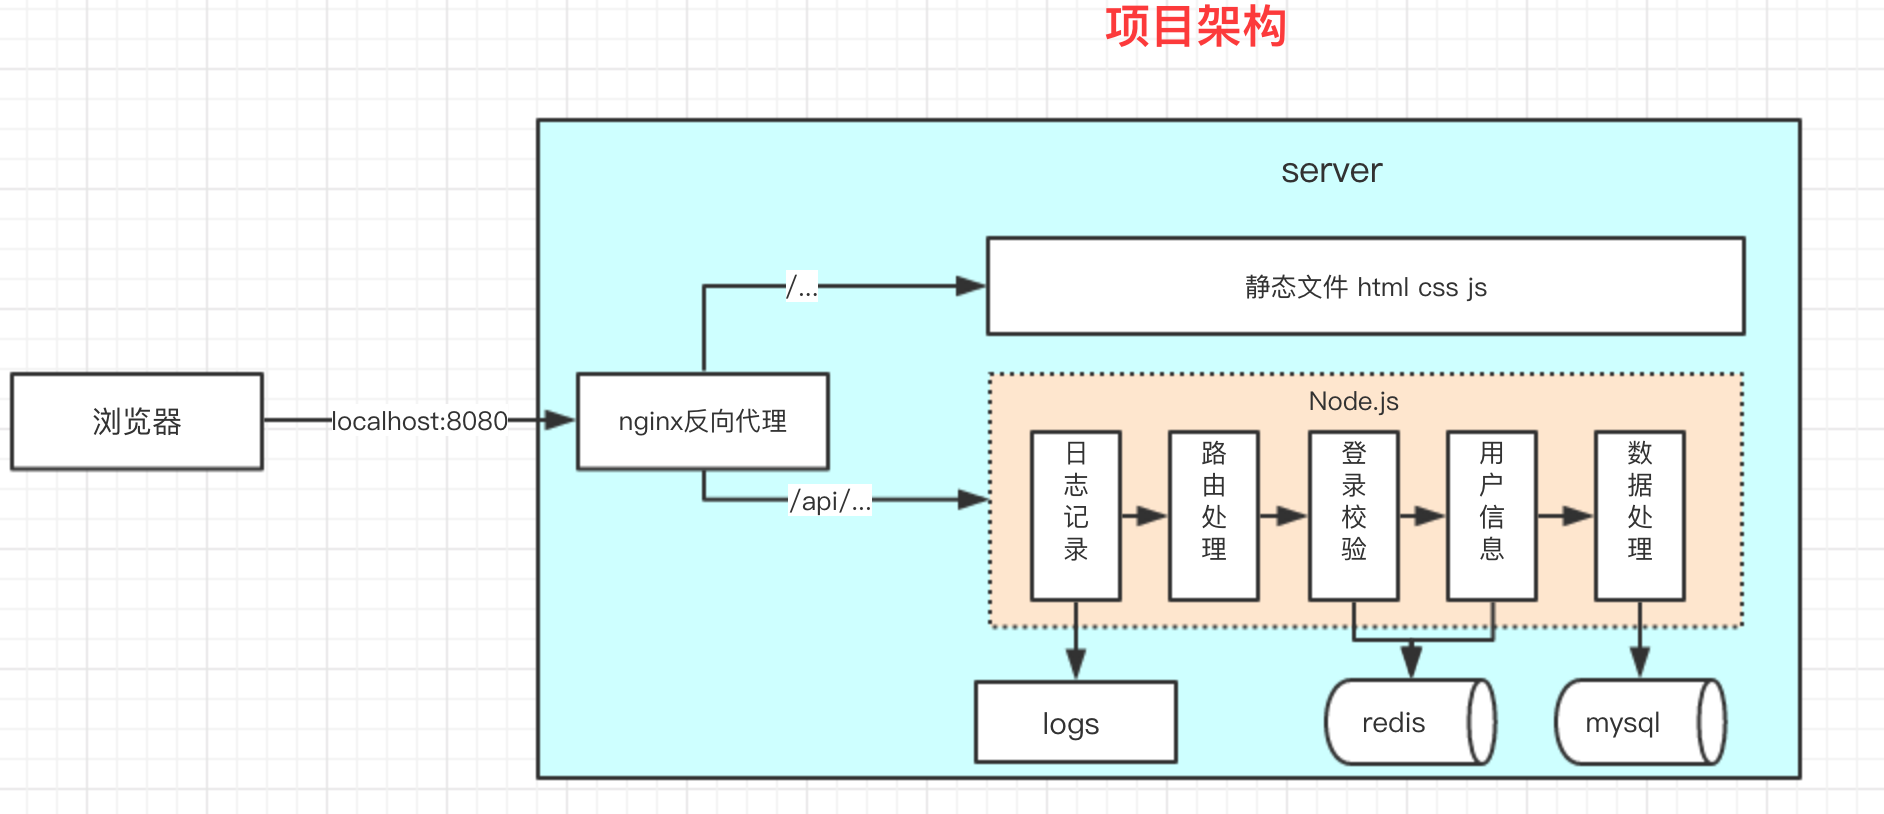 项目架构
server
/...
静态文件 html css js
浏览器
localhost:8080
nginx反向代理
/api/...
Node.js
日志记录
路由处理
登录校验
用户信息
数据处理
logs
redis
mysql